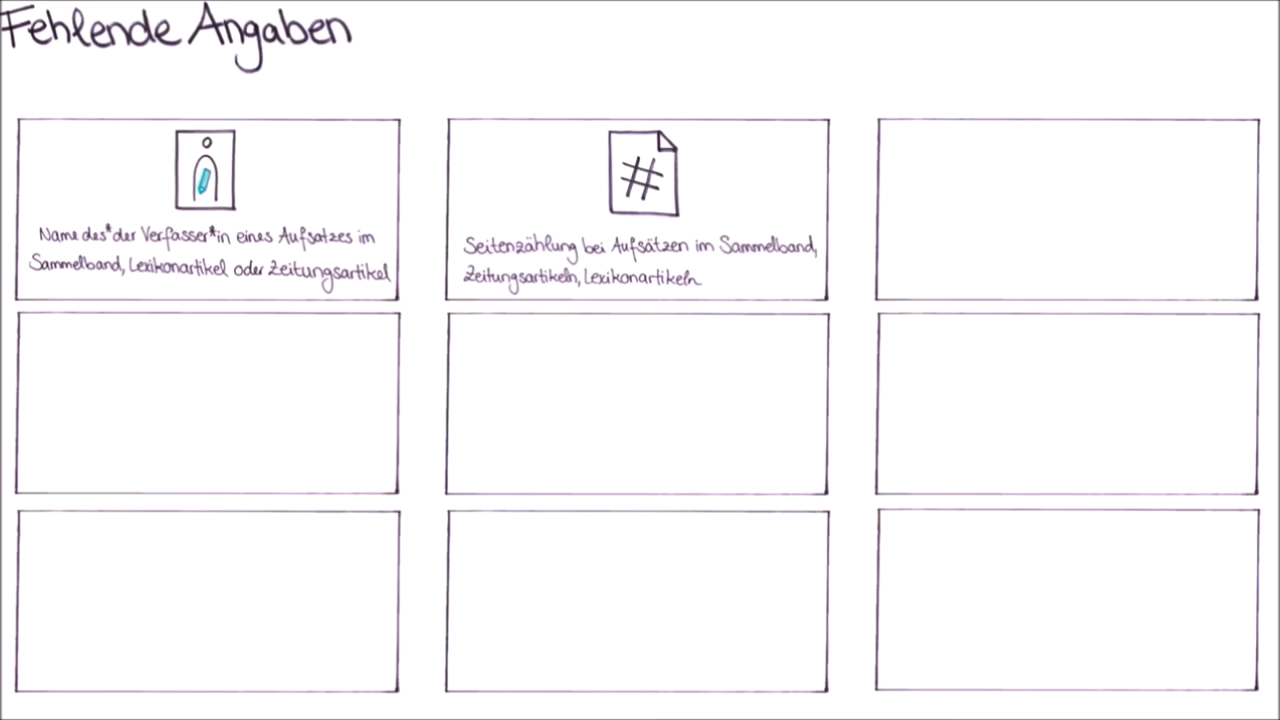 Fehlende Angaben
Name des*der Verfasser*in eines Aufsatzes im
Sammelband, Lexikonartikel oder Zeitungsartikel
#
Seitenzählung bei Aufsätzen im Sammelband,
Zeitungsartikeln, Lexikonartikeln